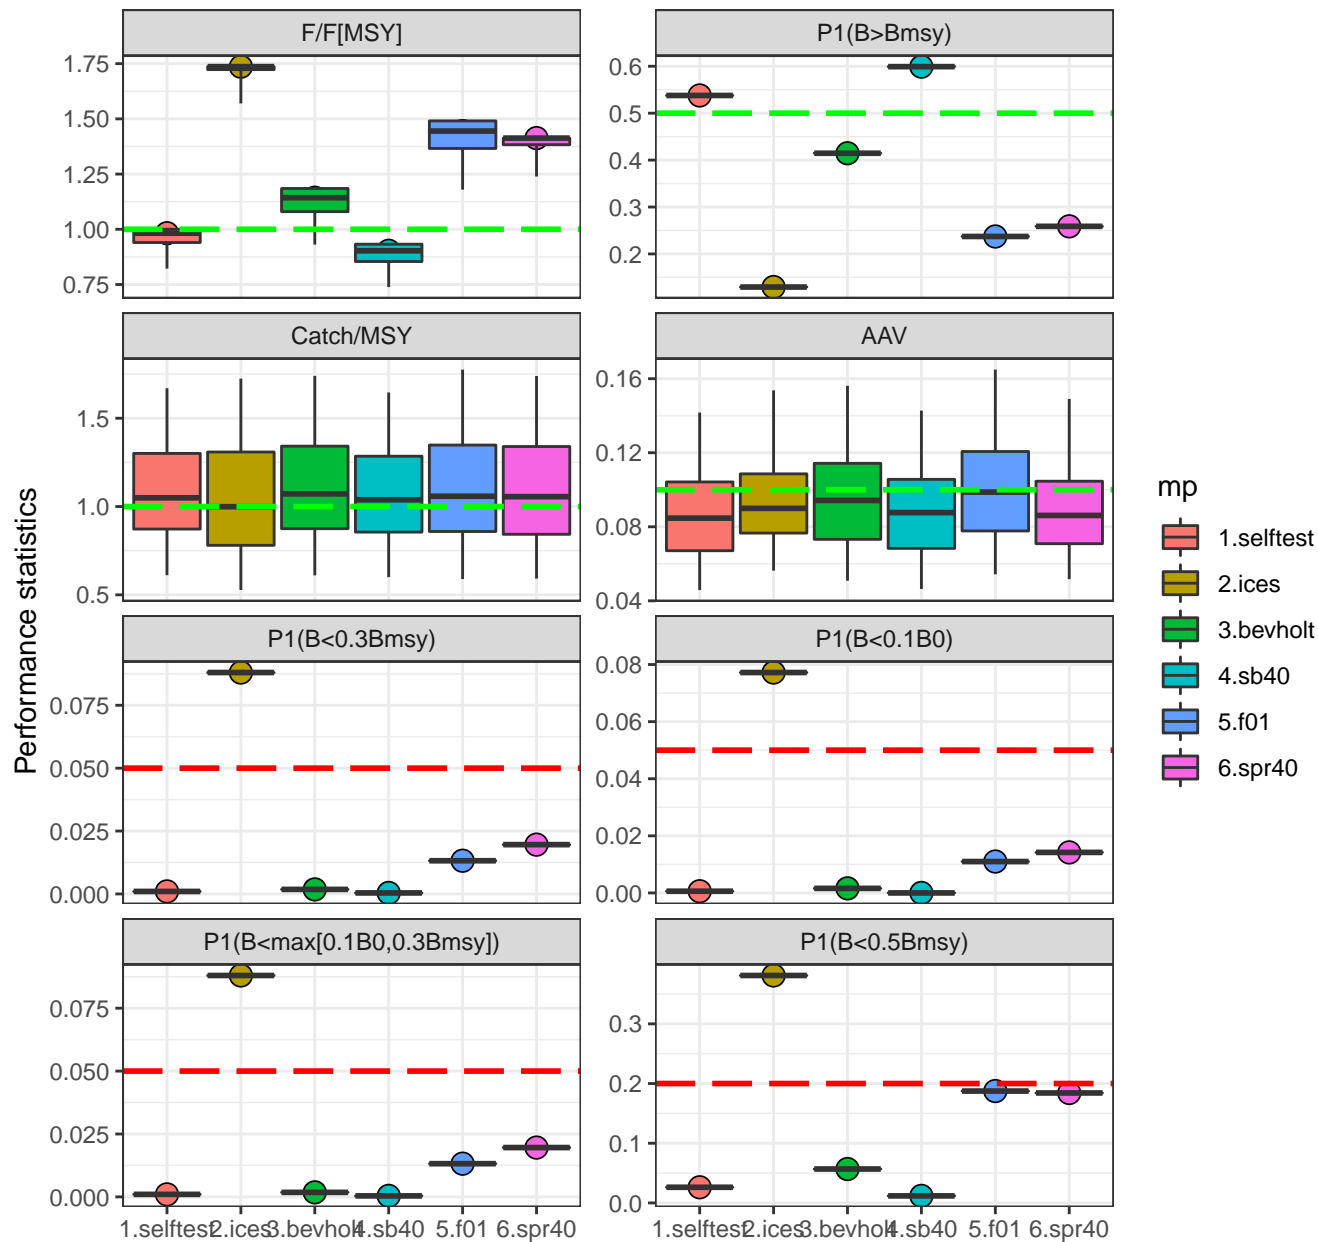 F/F[MSY]
P1(B>Bmsy)
1.75
1.50
1.25
1.00
0.75
0.6
0.5
0.4
0.3
0.2
Catch/MSY
AAV
1.5
1.0
0.5
0.16
0.12
0.08
0.04
P1(B<0.3Bmsy)
P1(B<0.1B0)
0.075
0.050
0.025
0.000
0.08
0.06
0.04
0.02
0.00
P1(B<max[0.1B0,0.3Bmsy])
P1(B<0.5Bmsy)
0.075
0.050
0.025
0.000
0.3
0.2
0.1
0.0
1.selftest 2.ices 3.bevholt 4.sb40 5.f01 6.spr40
1.selftest 2.ices 3.bevholt 4.sb40 5.f01 6.spr40
Performance statistics
mp
1.selftest
2.ices
3.bevholt
4.sb40
5.f01
6.spr40